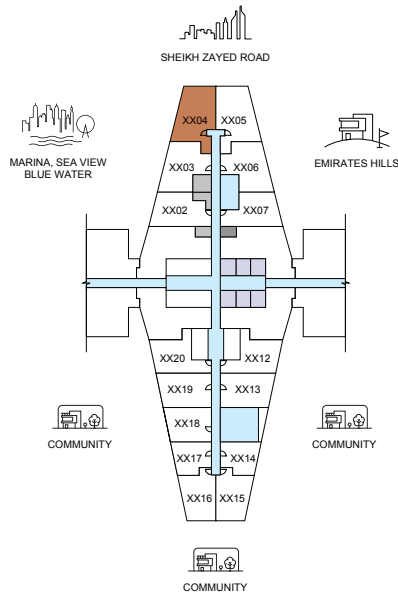 SHEIKH ZAYED ROAD
MARINA, SEA VIEW
BLUE WATER
EMIRATES HILLS
XX04 XX05
XX03 XX06
XX02 XX07
XX20 XX12
XX19 XX13
XX18
XX17 XX14
XX16 XX15
COMMUNITY
COMMUNITY
COMMUNITY